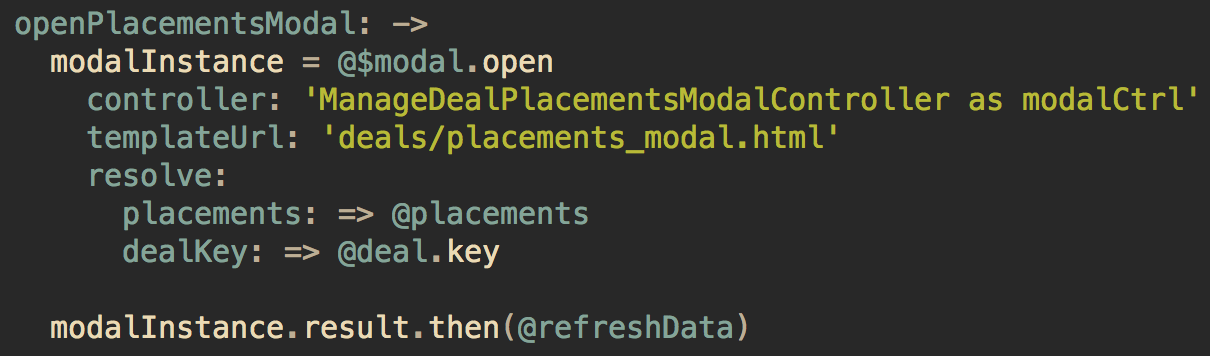 openPlacementsModal: ->
  modalInstance = @$modal.open
    controller: 'ManageDealPlacementsModalController as modalCtrl'
    templateUrl: 'deals/placements_modal.html'
    resolve:
      placements: => @placements
      dealKey: => @deal.key

  modalInstance.result.then(@refreshData)